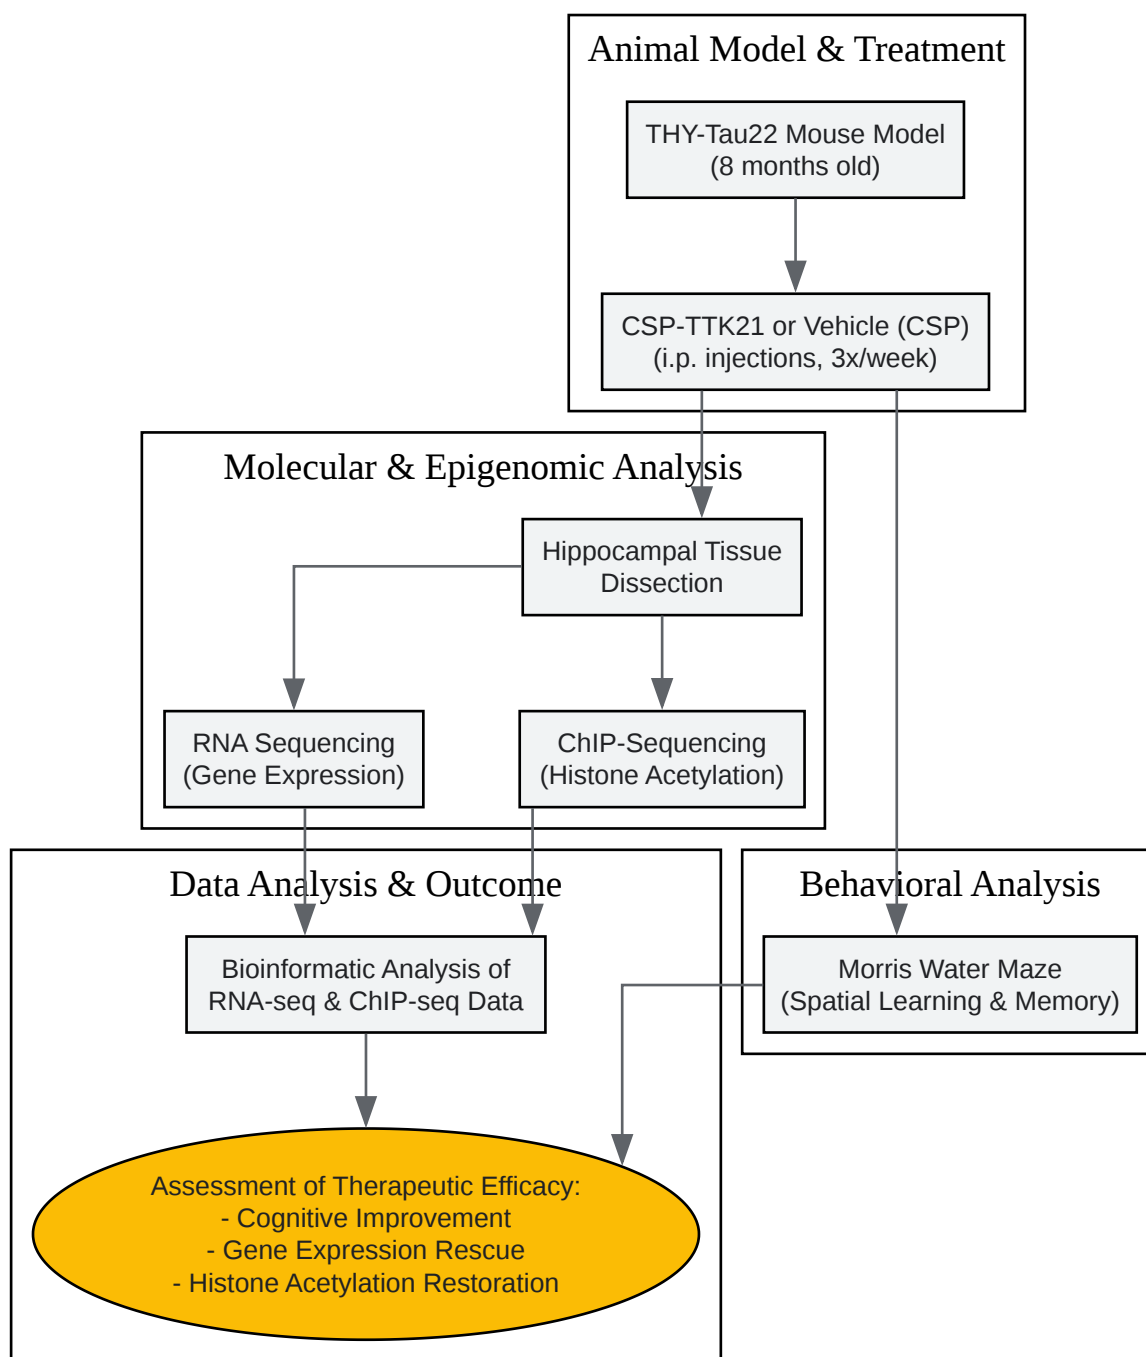 Animal Model & Treatment
THY-Tau22 Mouse Model
(8 months old)
CSP-TTK21 or Vehicle (CSP)
(i.p. injections, 3x/week)
Molecular & Epigenomic Analysis
Hippocampal Tissue
Dissection
RNA Sequencing
(Gene Expression)
ChIP-Sequencing
(Histone Acetylation)
Data Analysis & Outcome
Bioinformatic Analysis of
RNA-seq & ChIP-seq Data
Behavioral Analysis
Morris Water Maze
(Spatial Learning & Memory)
Assessment of Therapeutic Efficacy:
- Cognitive Improvement
- Gene Expression Rescue
- Histone Acetylation Restoration